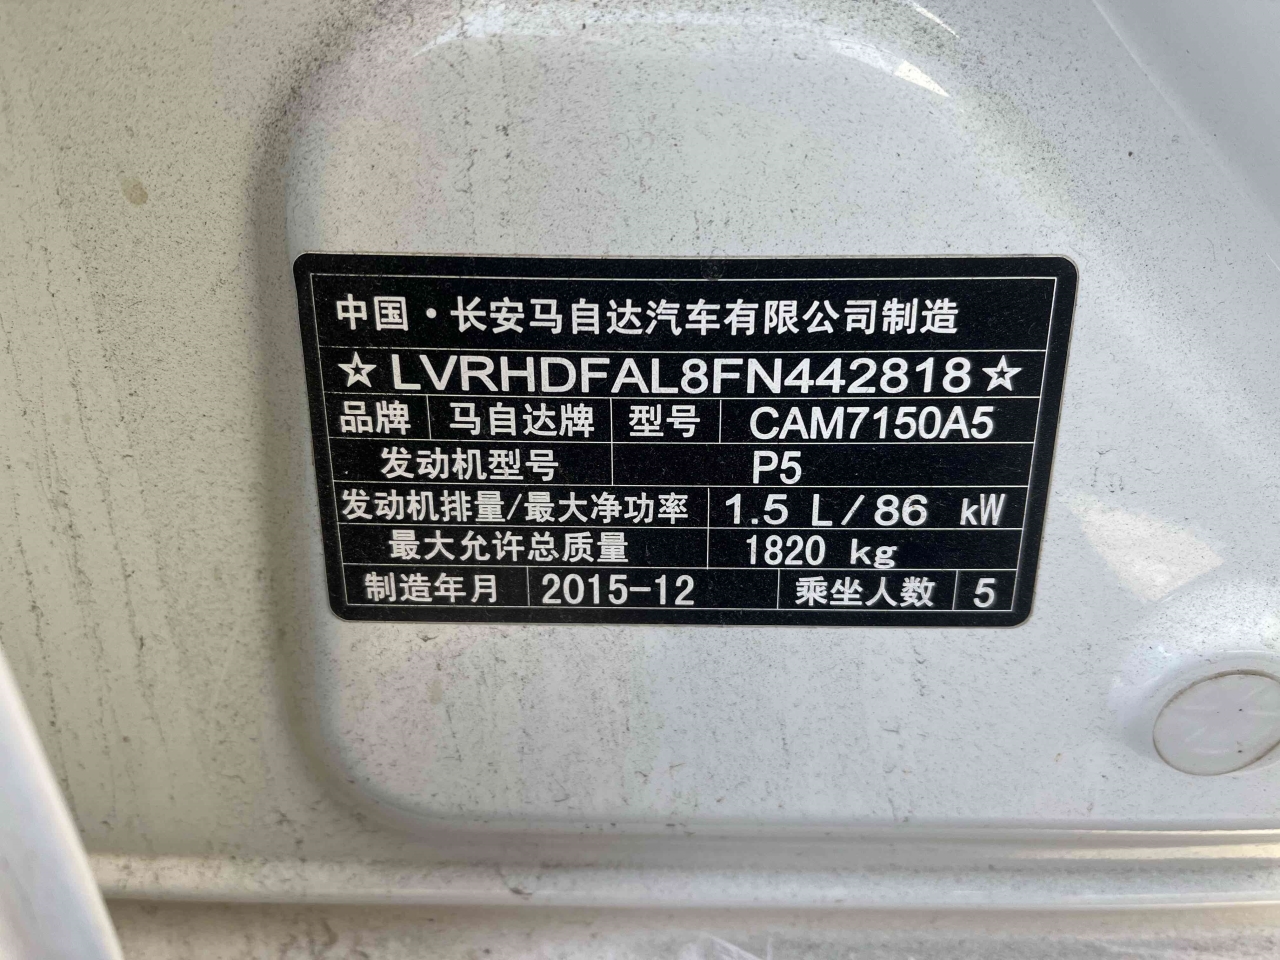 中国·长安马自达汽车有限公司制造
☆LVRHDFAL8FN442818☆
品牌 马自达牌 型号 CAM7150A5
发动机型号 P5
发动机排量/最大净功率 1.5 L/86 kW
最大允许总质量 1820 kg
制造年月 2015-12 乘坐人数 5